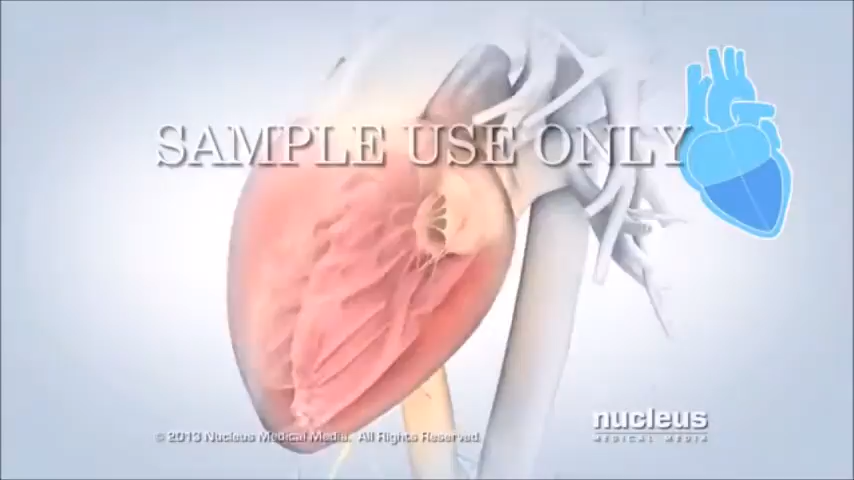 SAMPLE USE ONLY
© 2013 Nucleus Medical Media. All Rights Reserved.
nucleus
MEDICAL MEDIA